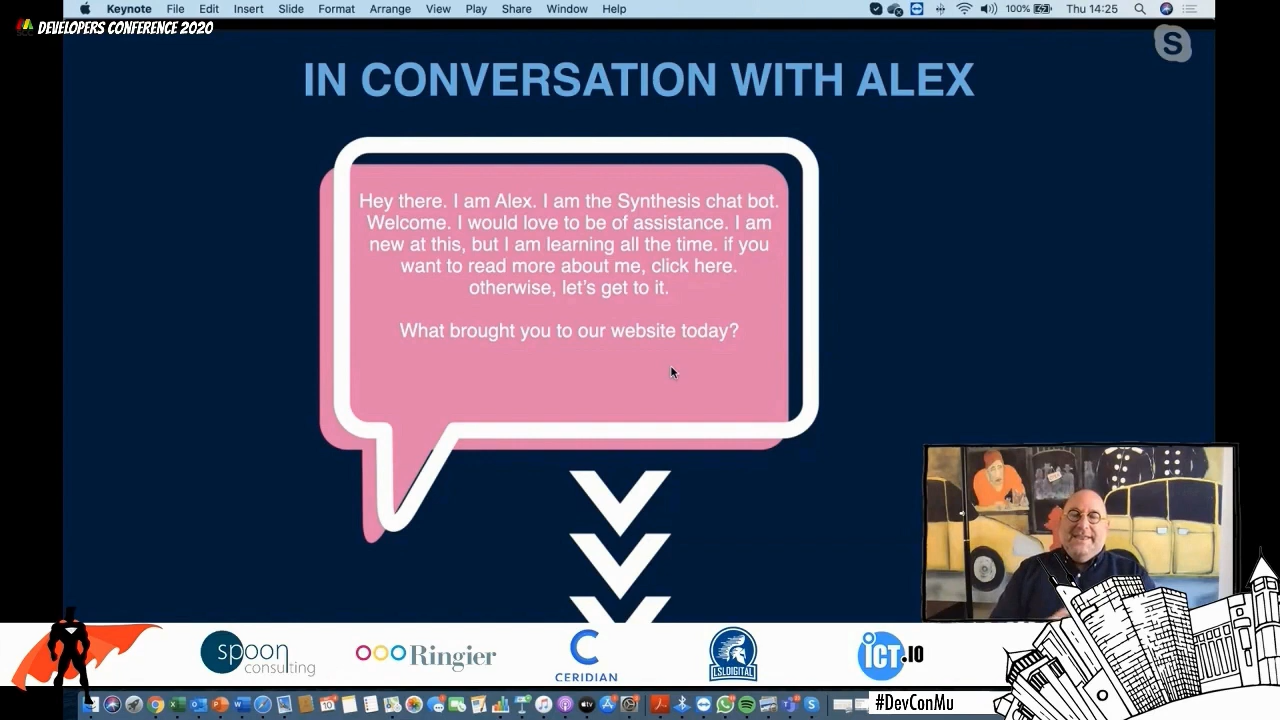 Keynote File Edit Insert Slide Format Arrange View Play Share Window Help 100% Thu 14:25
DEVELOPERS CONFERENCE 2020
S
IN CONVERSATION WITH ALEX
Hey there. I am Alex. I am the Synthesis chat bot.
Welcome. I would love to be of assistance. I am
new at this, but I am learning all the time. if you
want to read more about me, click here.
otherwise, let's get to it.
What brought you to our website today?
spoon
consulting
Ringier
C
CERIDIAN
LSLDIGITAL
ICT.IO
#DevConMu